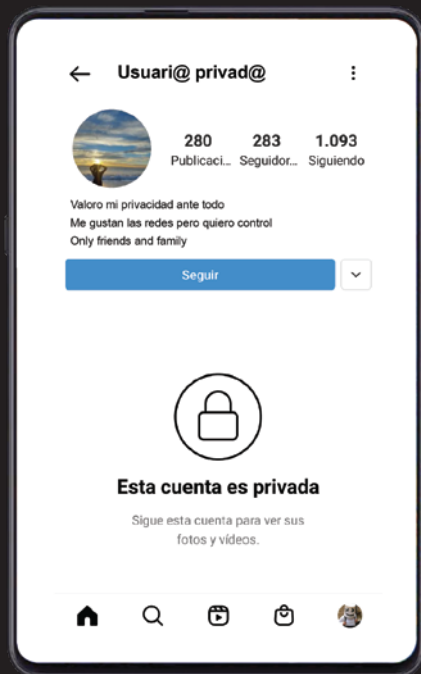 Usuari@ privad@
280 283 1.093
Publicaci... Seguidor... Siguiendo
Valoro mi privacidad ante todo
Me gustan las redes pero quiero control
Only friends and family
Seguir
Esta cuenta es privada
Sigue esta cuenta para ver sus
fotos y vídeos.